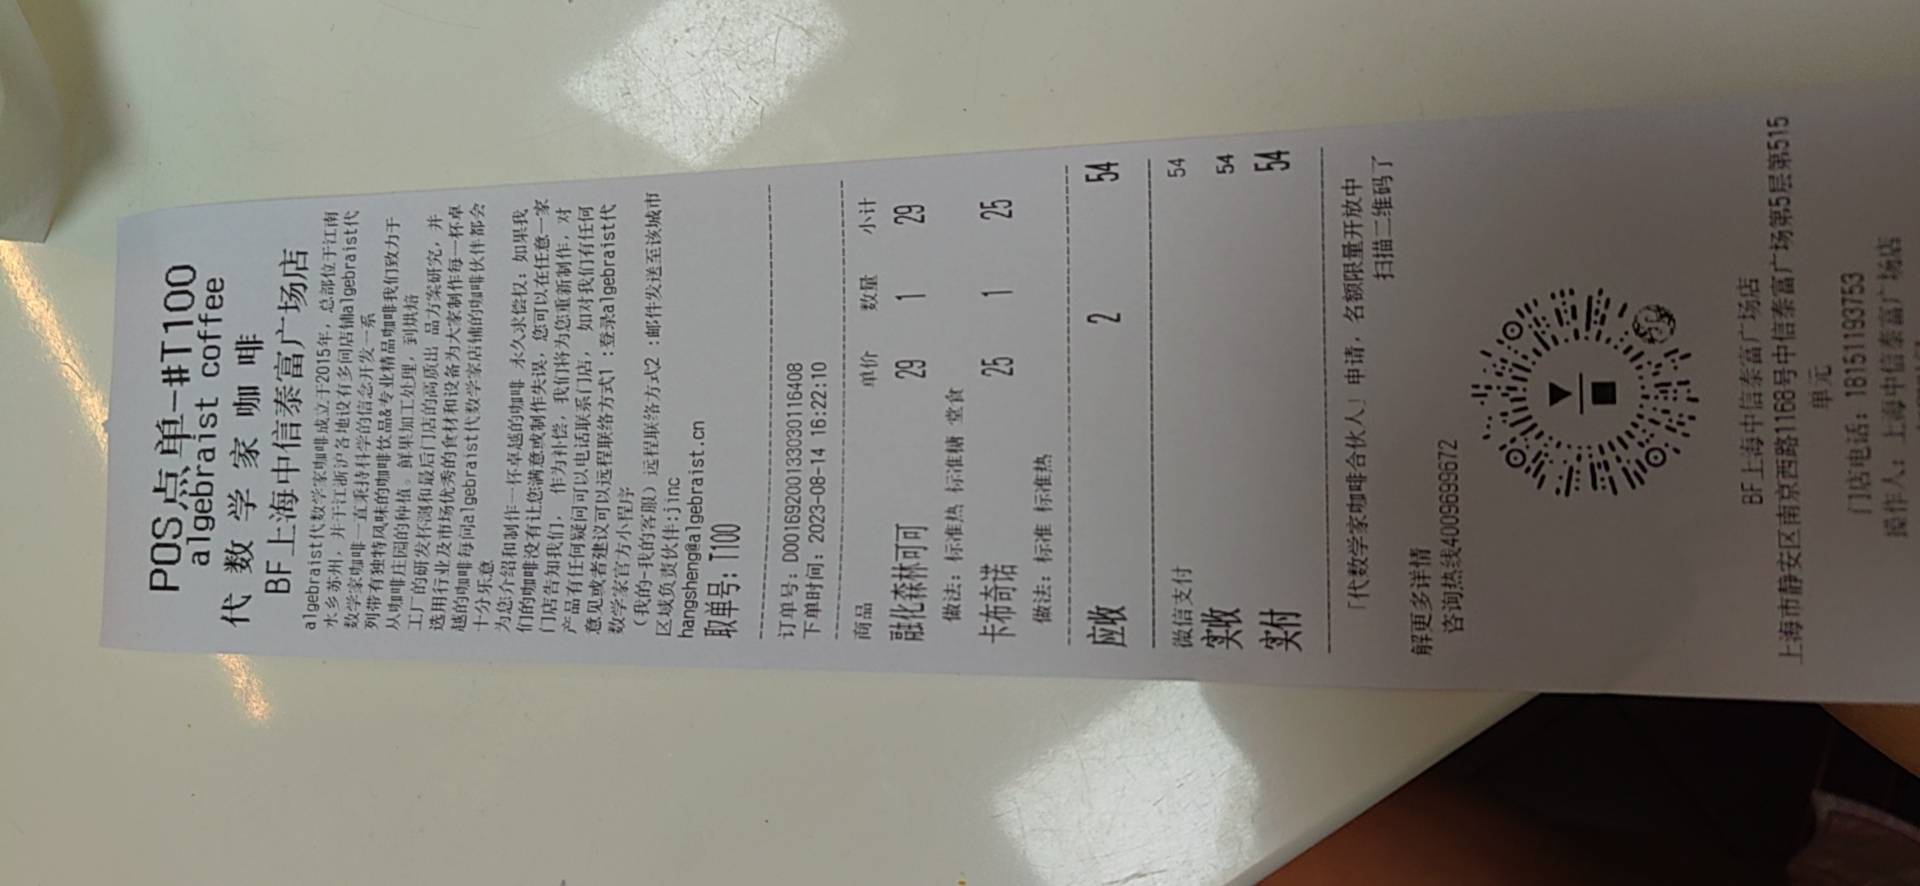 POS点单-#T100
algebraist coffee
代 数 学 家 咖 啡
BF上海中信泰富广场店
algebraist代数学家咖啡成立于2015年, 总部位于江南
水乡苏州, 并于江浙沪各地设有多间店铺algebraist代
数学家咖啡一直秉持科学的信念开发一系
列带有独特风味的咖啡饮品&专业精品咖啡我们致力于
从咖啡庄园的种植。鲜果加工处理, 到烘焙
工厂的研发杯测和最后门店的高质出 品方案研究, 并
选用行业及市场优秀的食材和设备为大家制作每一杯卓
越的咖啡每间algebraist代数学家店铺的咖啡伙伴都会
十分乐意
为您介绍和制作一杯卓越的咖啡 永久求偿权: 如果我
们的咖啡没有让您满意或制作失误, 您可以在任意一家
门店告知我们, 作为补偿, 我们将为您重新制作, 对
产品有任何疑问可以电话联系门店, 如对我们有任何
意见或者建议可以远程联络方式1 :登录algebraist代
数学家官方小程序
(我的-我的客服) 远程联络方式2 :邮件发送至该城市
区域负责伙伴:jinc
hangsheng@algebraist.cn
取单号: T100
订单号: D00169200133030116408
下单时间: 2023-08-14 16:22:10
商品 单价 数量 小计
融化森林可可 29 1 29
做法: 标准热 标准糖 堂食
卡布奇诺 25 1 25
做法: 标准 标准热
应收 2 54
微信支付 54
实收 54
实付 54
「代数学家咖啡合伙人」申请, 名额限量开放中
扫描二维码了
解更多详情
咨询热线4009699672
BF上海中信泰富广场店
上海市静安区南京西路1168号中信泰富广场第5层第515
单元
门店电话: 18151193753
操作人: 上海中信泰富广场店